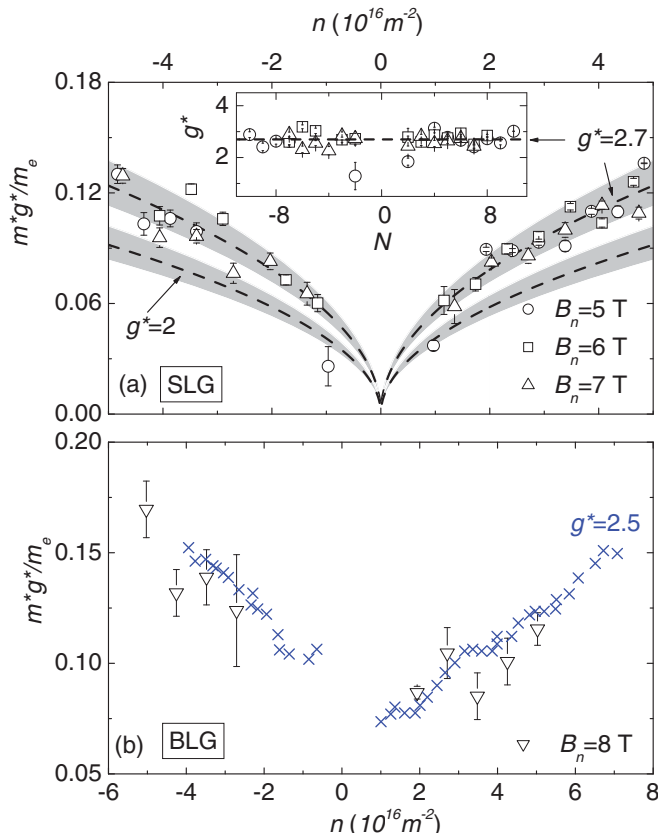 n (10^16 m^-2)
-4 -2 0 2 4
0.18
0.12
0.06
0.00
m*g*/m_e
4
2
g*
-8 0 8
N
g*=2.7
g*=2
B_n=5 T
B_n=6 T
B_n=7 T
(a) SLG
0.20
0.15
0.10
0.05
m*g*/m_e
g*=2.5
(b) BLG
B_n=8 T
-6 -4 -2 0 2 4 6 8
n (10^16 m^-2)